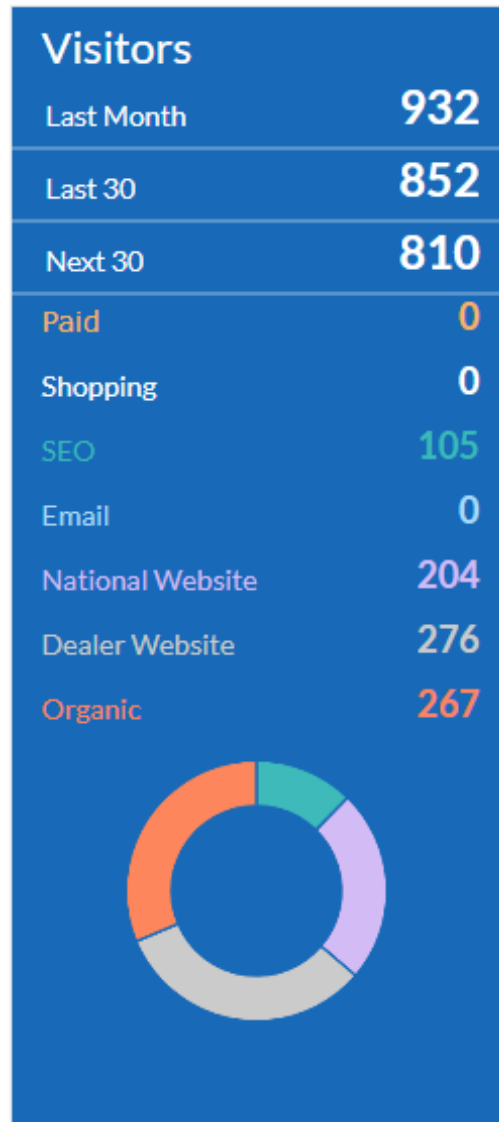 Visitors
Last Month 932
Last 30 852
Next 30 810
Paid 0
Shopping 0
SEO 105
Email 0
National Website 204
Dealer Website 276
Organic 267